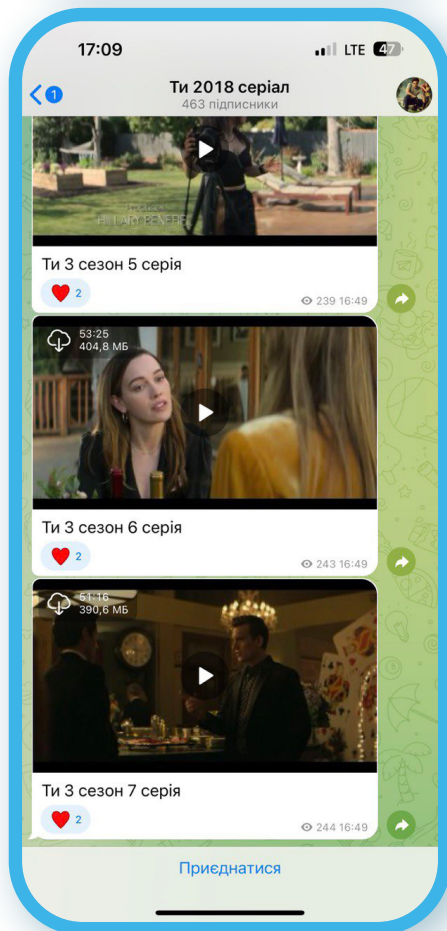 17:09
LTE 47
1
Ти 2018 серіал
463 підписники
HILLARY BENEFIEL
Ти 3 сезон 5 серія
2
239 16:49
53:25
404,8 МБ
Ти 3 сезон 6 серія
2
243 16:49
51:16
390,6 МБ
Ти 3 сезон 7 серія
2
244 16:49
Приєднатися